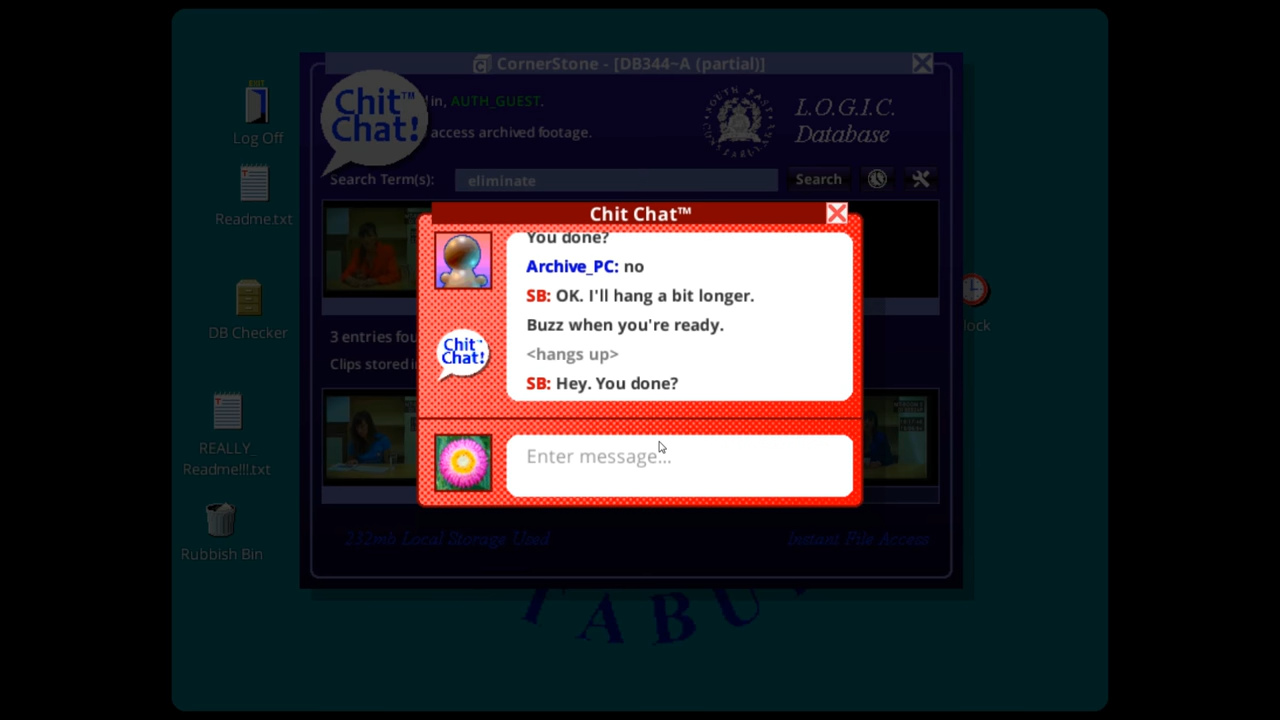 CornerStone - [DB344~A (partial)]
Chit™
Chat!
in, AUTH_GUEST.
access archived footage.
L.O.G.I.C.
Database
EXIT
Log Off
Readme.txt
Search Term(s):
eliminate
Search
Chit Chat™
You done?
Archive_PC: no
SB: OK. I'll hang a bit longer.
Buzz when you're ready.
<hangs up>
SB: Hey. You done?
Chit™
Chat!
Enter message...
DB Checker
lock
3 entries fou
Clips stored i
REALLY_
Readme!!!.txt
Rubbish Bin
232mb Local Storage Used
Instant File Access
TABU